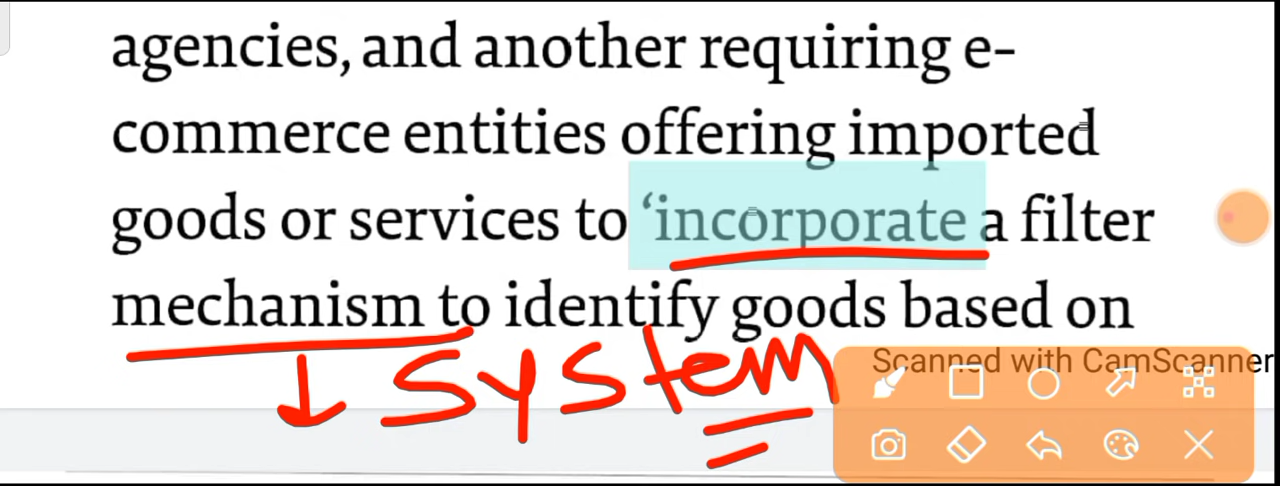 agencies, and another requiring e-
commerce entities offering imported
goods or services to ‘incorporate a filter
mechanism to identify goods based on
Scanned with CamScanner
↓ System